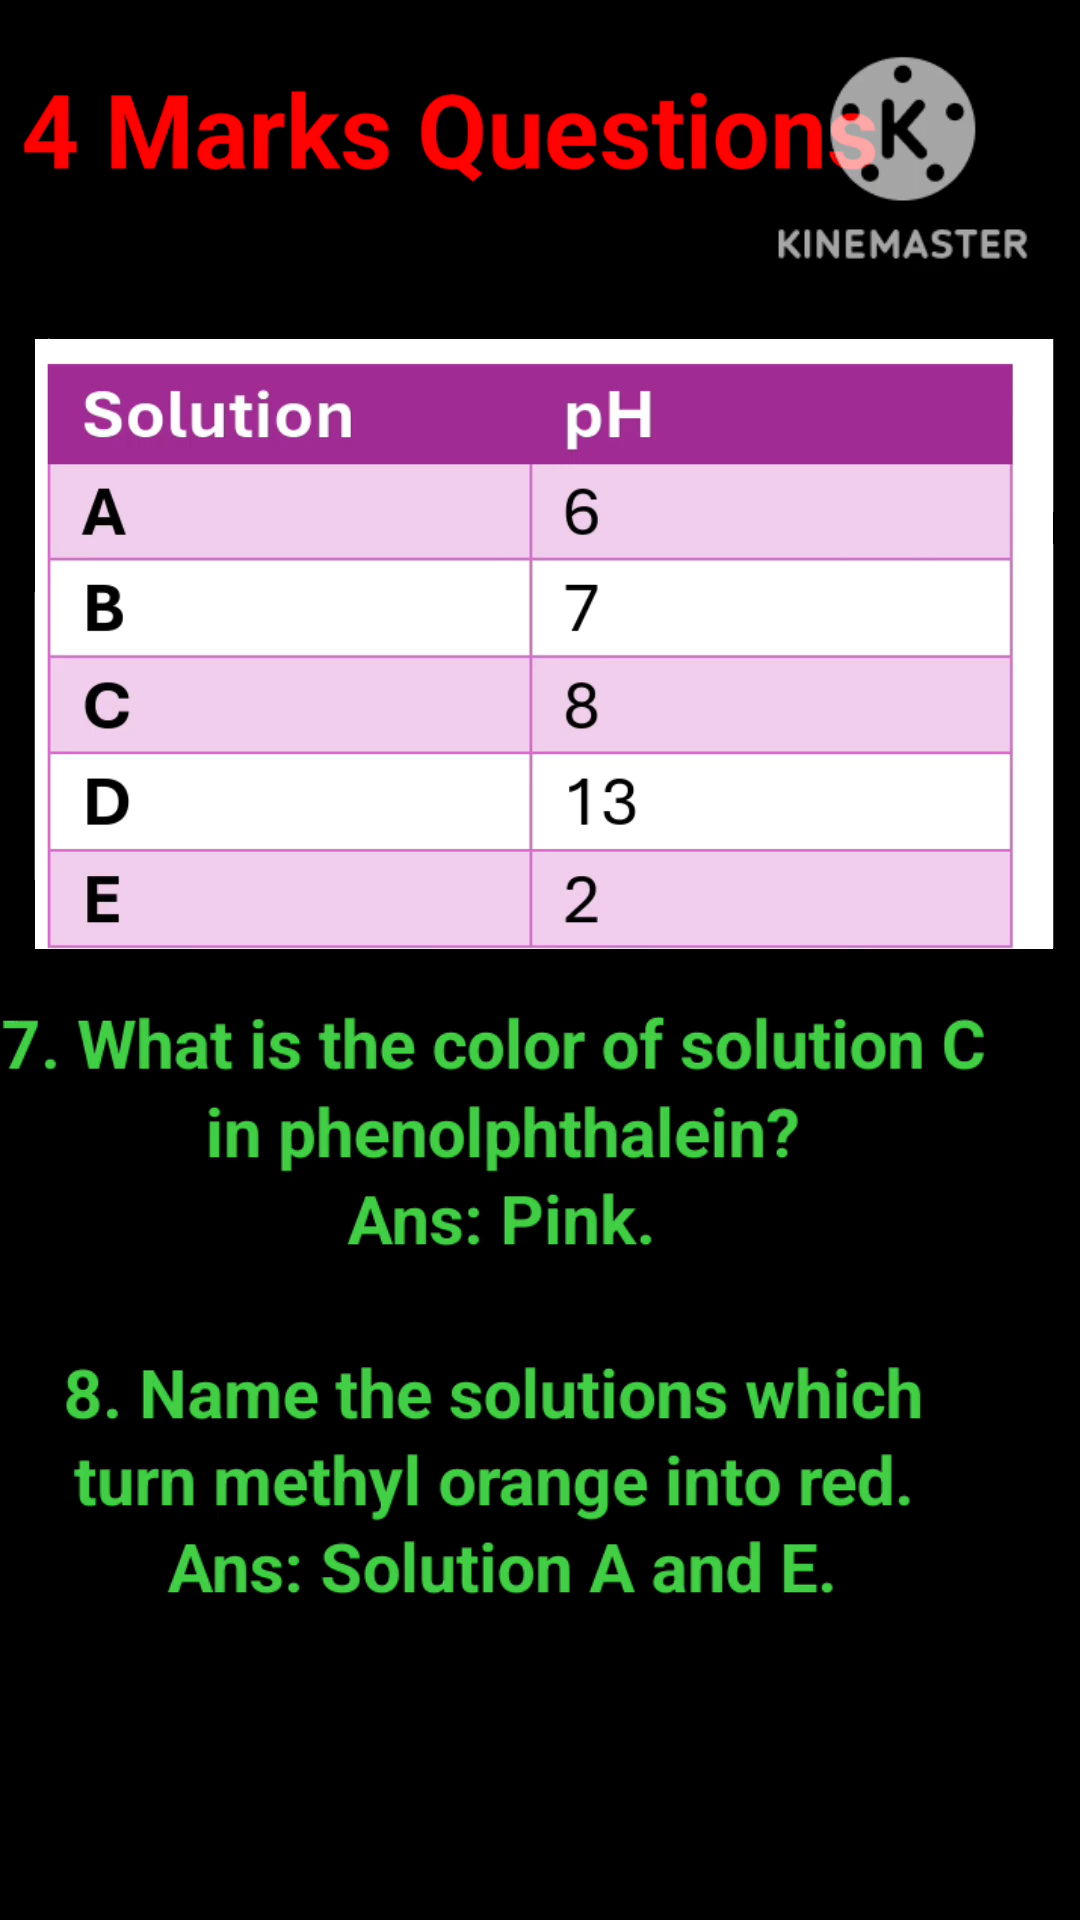 4 Marks Questions
K
KINEMASTER
Solution pH
A 6
B 7
C 8
D 13
E 2
7. What is the color of solution C
in phenolphthalein?
Ans: Pink.
8. Name the solutions which
turn methyl orange into red.
Ans: Solution A and E.